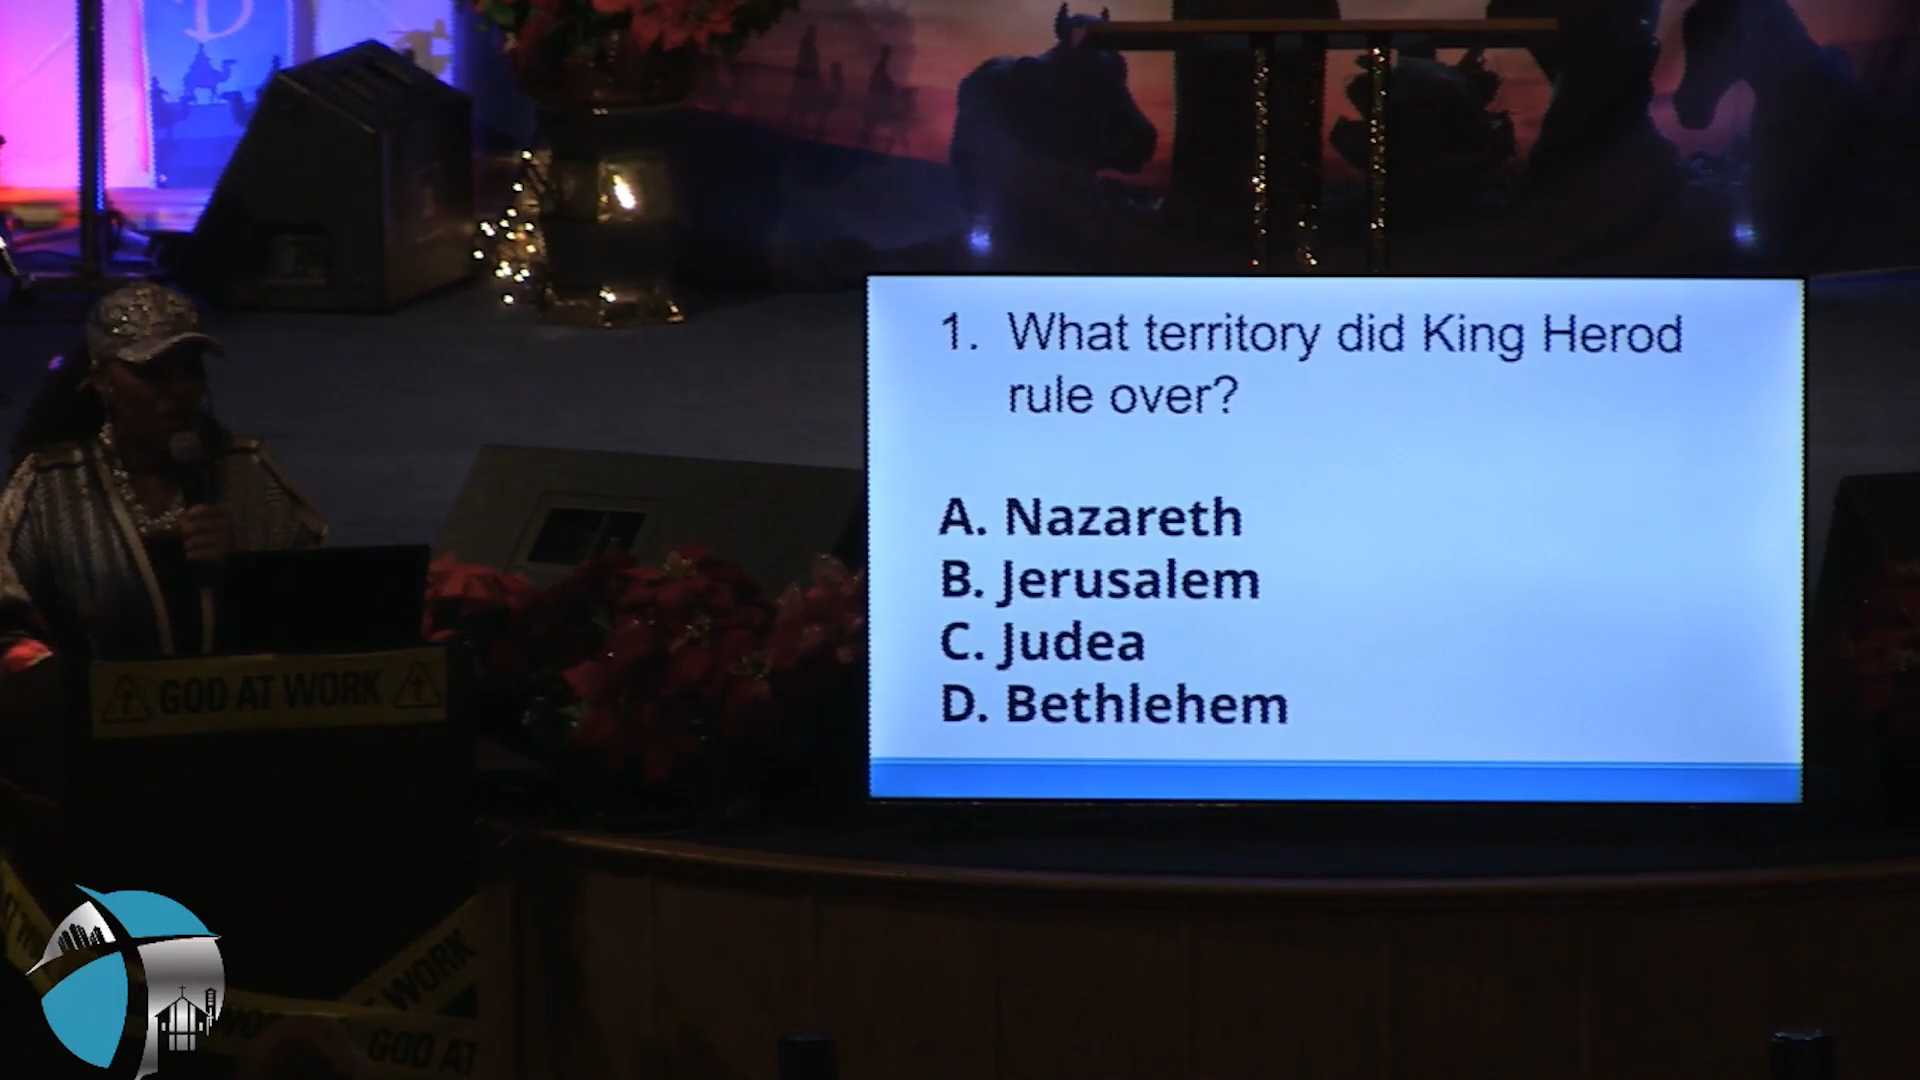 D
1. What territory did King Herod
rule over?
A. Nazareth
B. Jerusalem
C. Judea
D. Bethlehem
GOD AT WORK
WORK
GOD AT